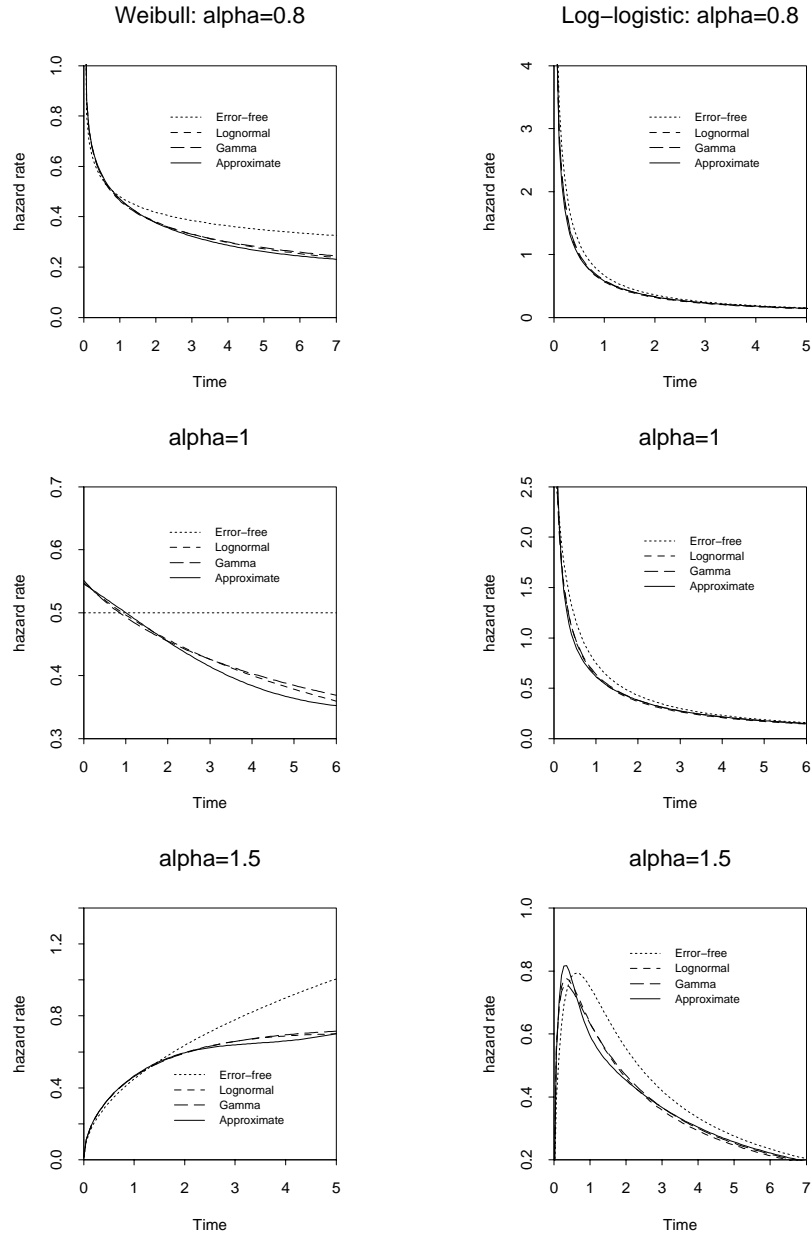 Weibull: alpha=0.8
hazard rate
1.0
0.8
0.6
0.4
0.2
0.0
Error−free
Lognormal
Gamma
Approximate
0 1 2 3 4 5 6 7
Time
Log−logistic: alpha=0.8
hazard rate
4
3
2
1
0
Error−free
Lognormal
Gamma
Approximate
0 1 2 3 4 5
Time
alpha=1
hazard rate
0.7
0.6
0.5
0.4
0.3
Error−free
Lognormal
Gamma
Approximate
0 1 2 3 4 5 6
Time
alpha=1
hazard rate
2.5
2.0
1.5
1.0
0.5
0.0
Error−free
Lognormal
Gamma
Approximate
0 1 2 3 4 5 6
Time
alpha=1.5
hazard rate
1.2
0.8
0.4
0.0
Error−free
Lognormal
Gamma
Approximate
0 1 2 3 4 5
Time
alpha=1.5
hazard rate
1.0
0.8
0.6
0.4
0.2
Error−free
Lognormal
Gamma
Approximate
0 1 2 3 4 5 6 7
Time